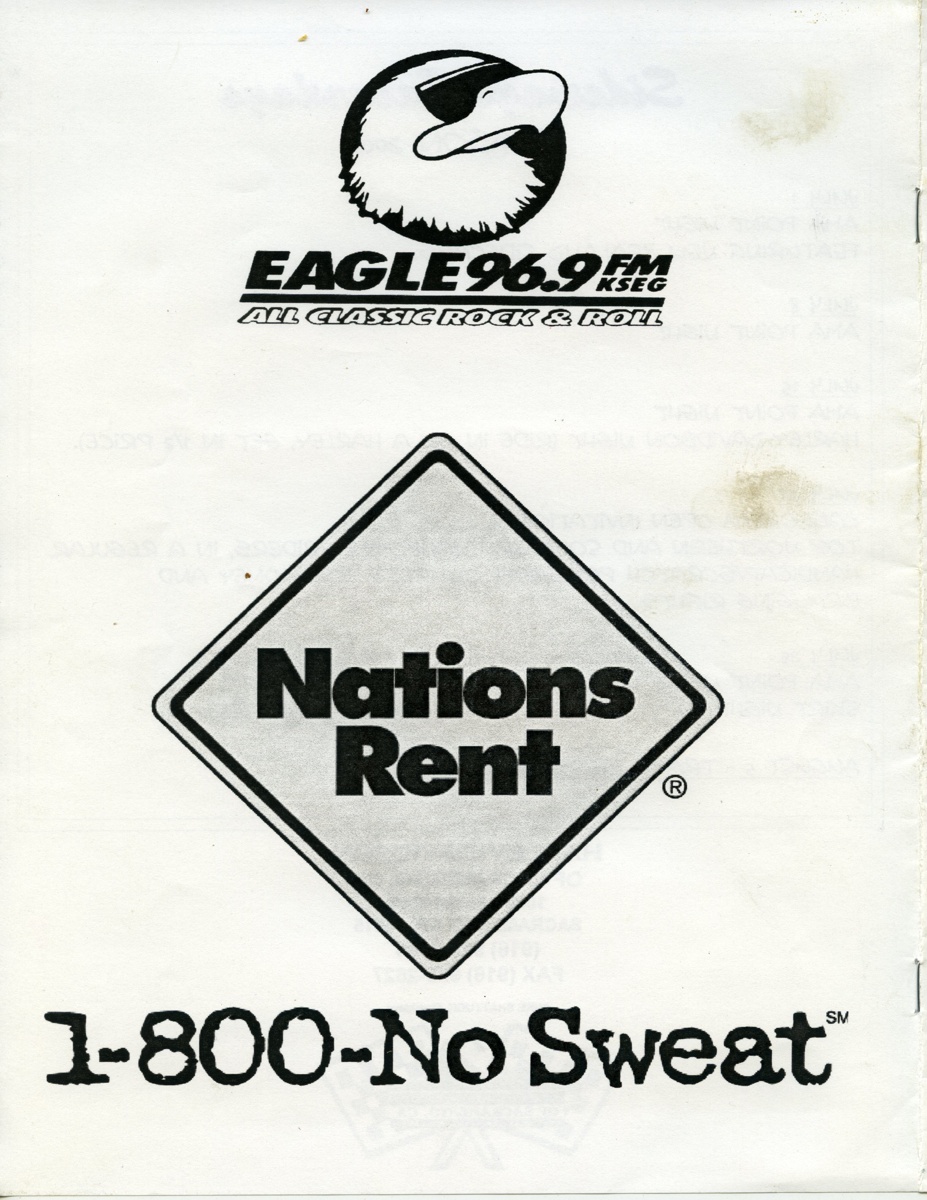 EAGLE 96.9 FM
KSEG
ALL CLASSIC ROCK & ROLL
Nations
Rent
®
1-800-No Sweat SM